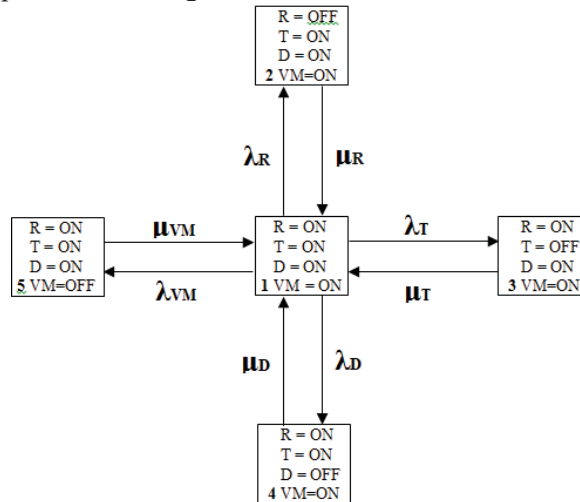 R = OFF
T = ON
D = ON
2 VM=ON
λR
μR
R = ON
T = ON
D = ON
5 VM=OFF
μVM
λVM
R = ON
T = ON
D = ON
1 VM = ON
λT
μT
R = ON
T = OFF
D = ON
3 VM=ON
μD
λD
R = ON
T = ON
D = OFF
4 VM=ON